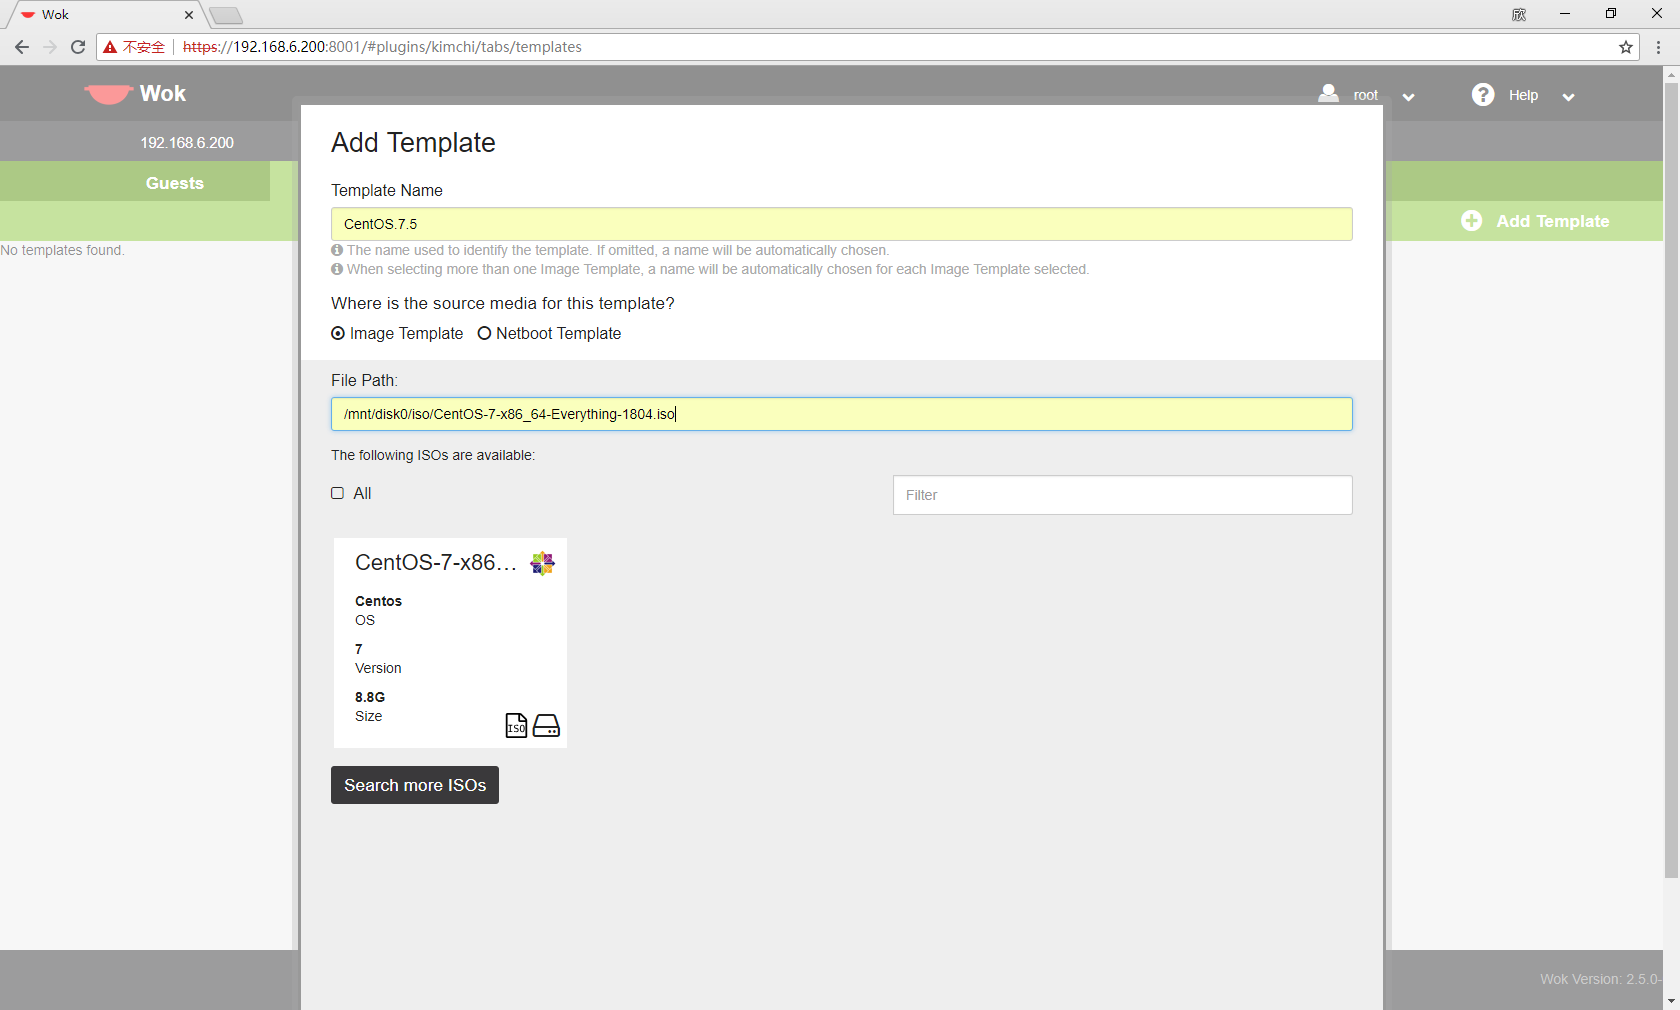 Wok
欣
不安全
https://192.168.6.200:8001/#plugins/kimchi/tabs/templates
Wok
root
Help
192.168.6.200
Guests
Add Template
No templates found.
Add Template
Template Name
CentOS.7.5
The name used to identify the template. If omitted, a name will be automatically chosen.
When selecting more than one Image Template, a name will be automatically chosen for each Image Template selected.
Where is the source media for this template?
Image Template Netboot Template
File Path:
/mnt/disk0/iso/CentOS-7-x86_64-Everything-1804.iso
The following ISOs are available:
All
Filter
CentOS-7-x86...
Centos
OS
7
Version
8.8G
Size
ISO
Search more ISOs
Wok Version: 2.5.0-